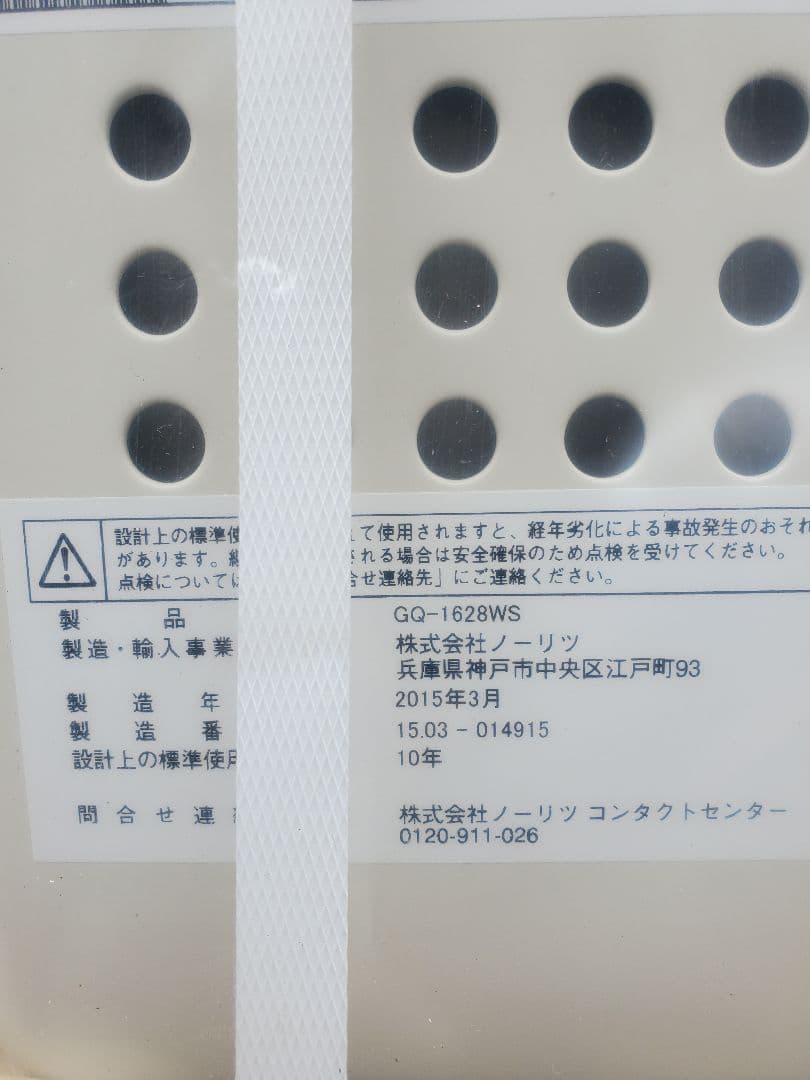 設計上の標準使 て使用されますと、経年劣化による事故発生のおそれ
があります。 される場合は安全確保のため点検を受けてください。
点検について せ連絡先」にご連絡ください。
製 品 GQ-1628WS
製造・輸入事業 株式会社ノーリツ
兵庫県神戸市中央区江戸町93
製 造 年 2015年3月
製 造 番 15.03 - 014915
設計上の標準使用 10年
問 合 せ 連 株式会社ノーリツ コンタクトセンター
0120-911-026